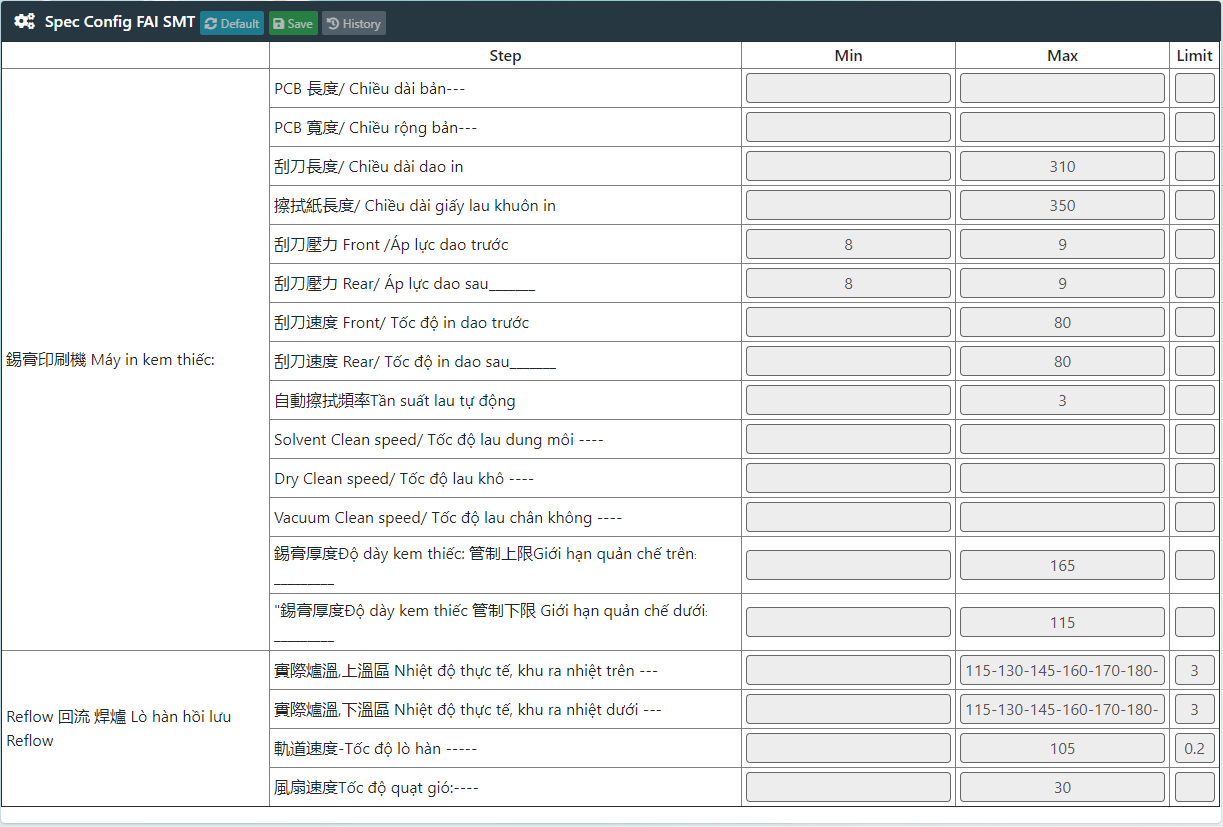 Spec Config FAI SMT Default Save History
Step Min Max Limit
錫膏印刷機 Máy in kem thiếc:
PCB 長度/ Chiều dài bản---
PCB 寬度/ Chiều rộng bản---
刮刀長度/ Chiều dài dao in 310
擦拭紙長度/ Chiều dài giấy lau khuôn in 350
刮刀壓力 Front /Áp lực dao trước 8 9
刮刀壓力 Rear/ Áp lực dao sau_______ 8 9
刮刀速度 Front/ Tốc độ in dao trước 80
刮刀速度 Rear/ Tốc độ in dao sau_______ 80
自動擦拭頻率Tần suất lau tự động 3
Solvent Clean speed/ Tốc độ lau dung môi ----
Dry Clean speed/ Tốc độ lau khô ----
Vacuum Clean speed/ Tốc độ lau chân không ----
錫膏厚度Độ dày kem thiếc: 管制上限Giới hạn quản chế trên:
_________ 165
"錫膏厚度Độ dày kem thiếc 管制下限 Giới hạn quản chế dưới:
_________ 115
Reflow 回流 焊爐 Lò hàn hồi lưu
Reflow
實際爐溫,上溫區 Nhiệt độ thực tế, khu ra nhiệt trên --- 115-130-145-160-170-180- 3
實際爐溫,下溫區 Nhiệt độ thực tế, khu ra nhiệt dưới --- 115-130-145-160-170-180- 3
軌道速度-Tốc độ lò hàn ----- 105 0.2
風扇速度Tốc độ quạt gió:---- 30